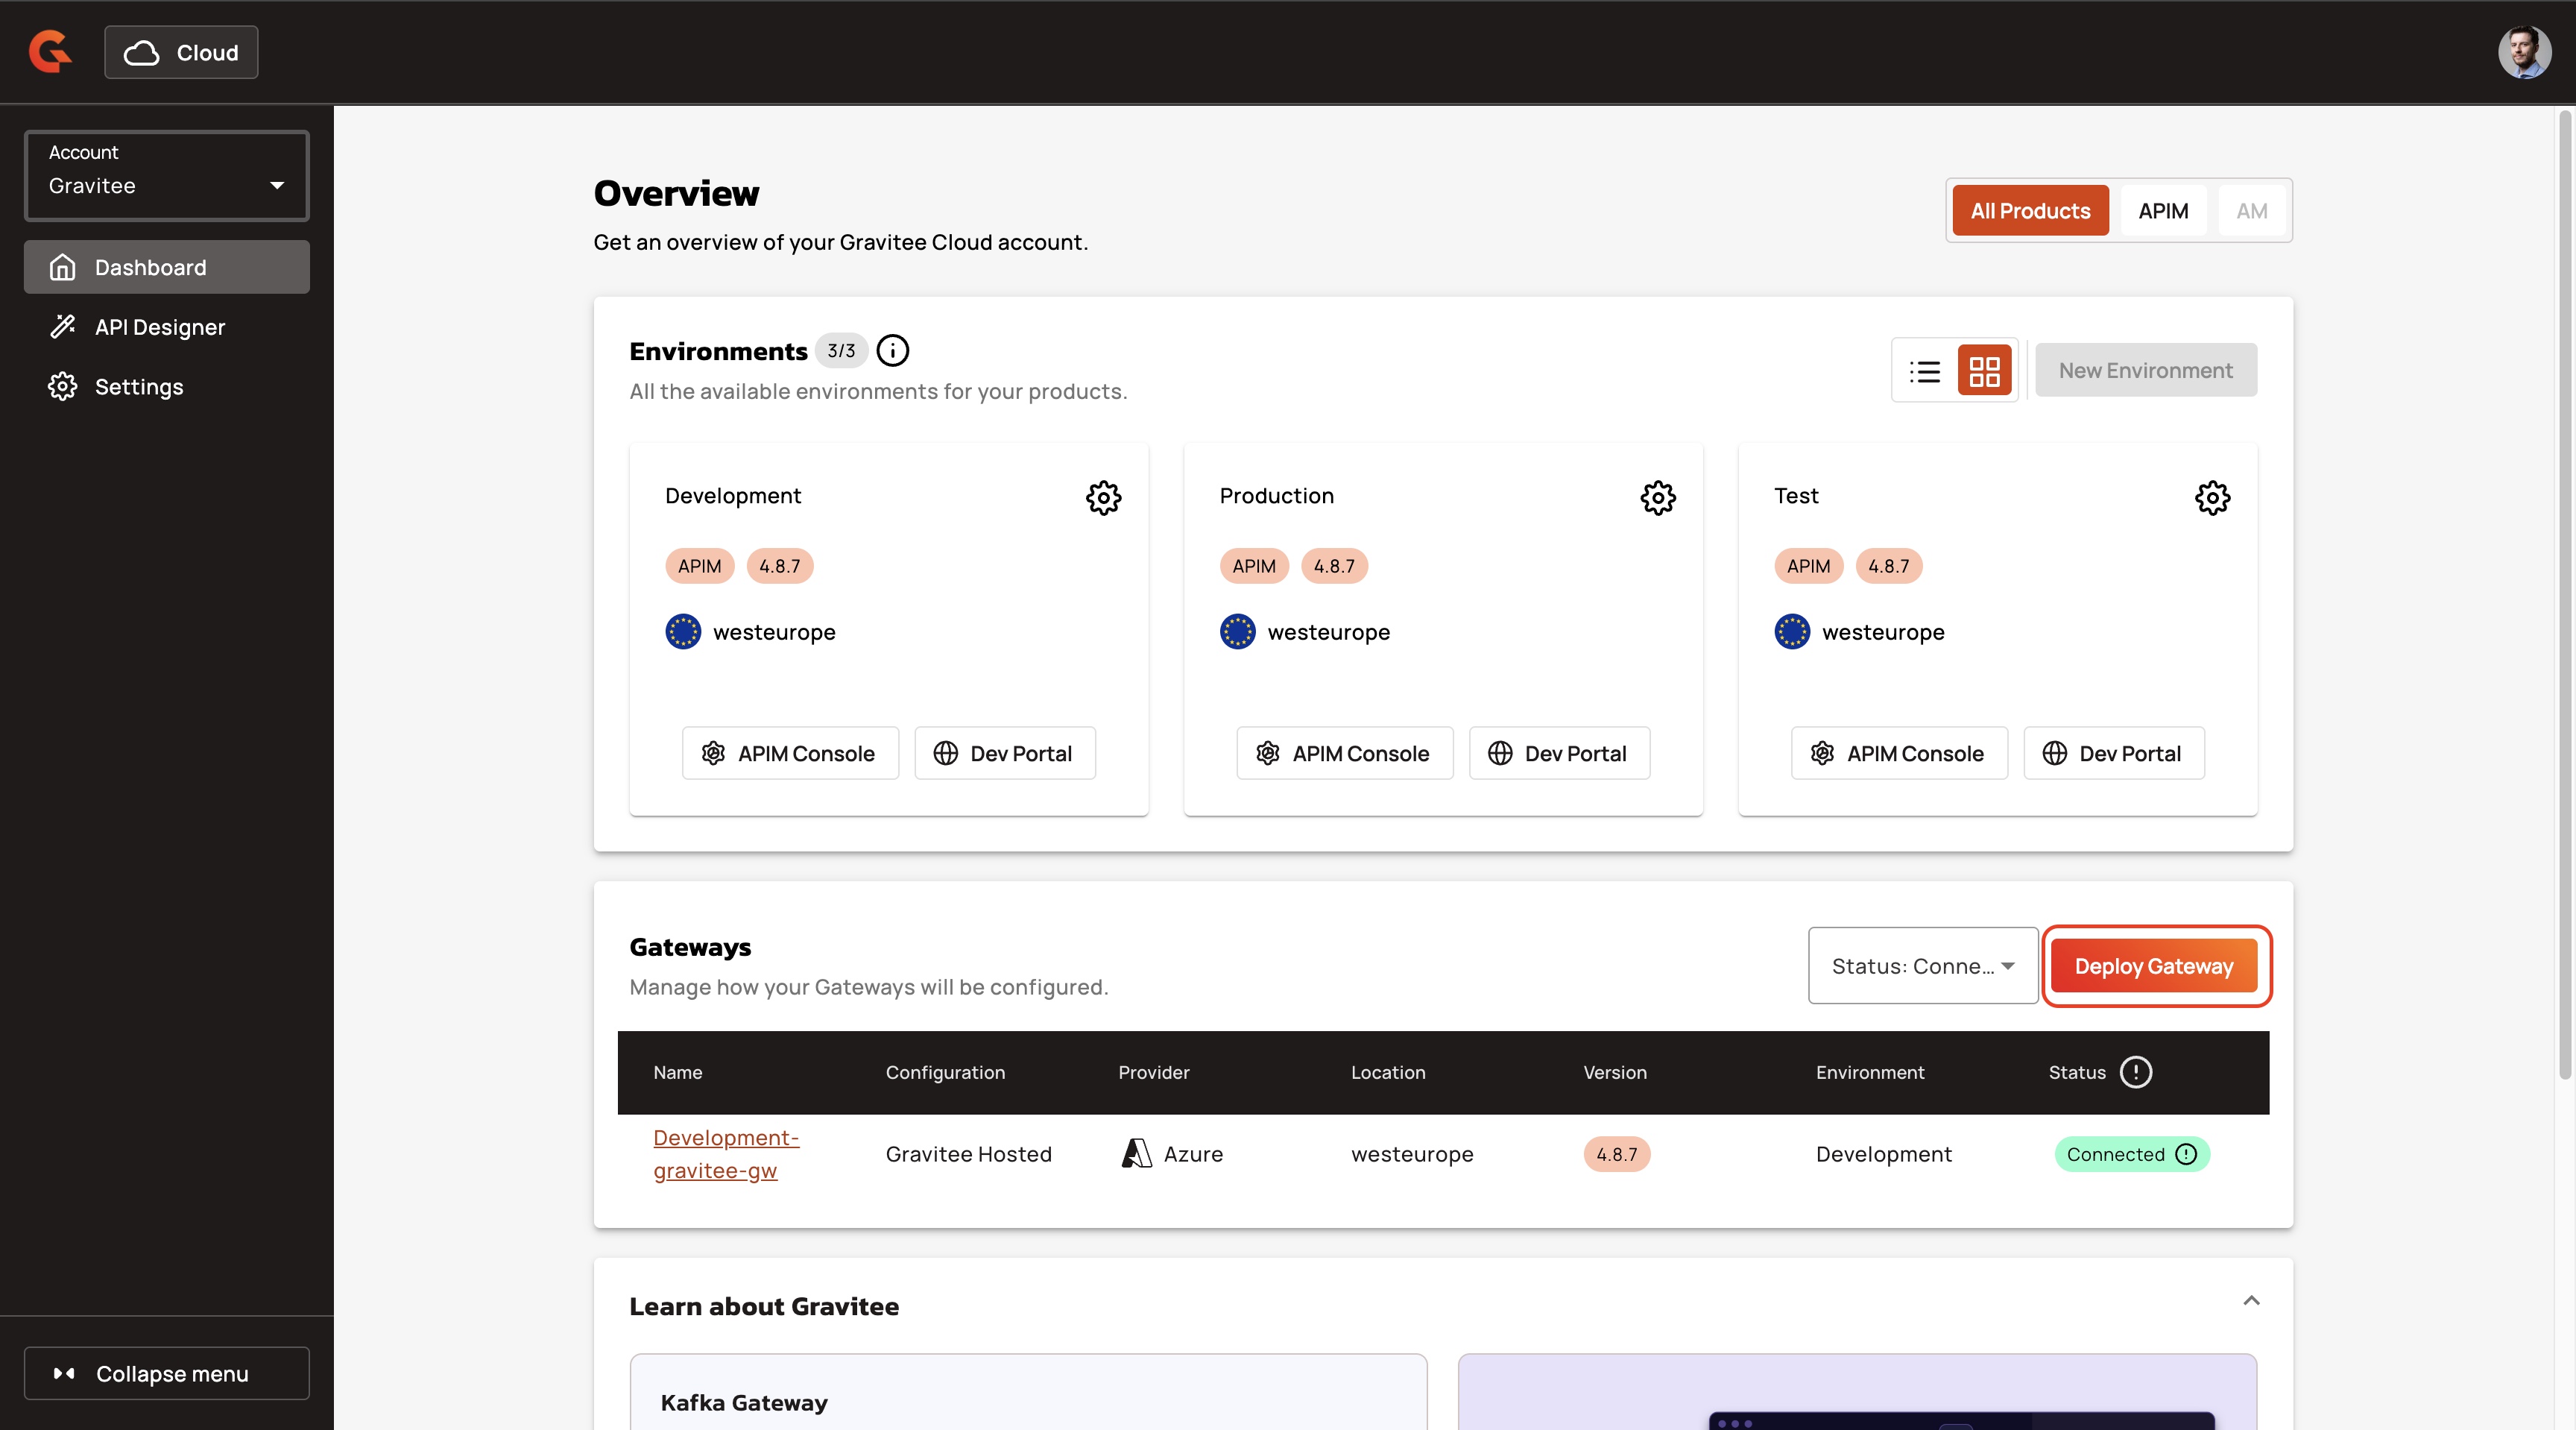 Cloud
Account
Gravitee
Dashboard
API Designer
Settings
Collapse menu
Overview
Get an overview of your Gravitee Cloud account.
All Products APIM AM
Environments 3/3
All the available environments for your products.
New Environment
Development
APIM 4.8.7
westeurope
APIM Console Dev Portal
Production
APIM 4.8.7
westeurope
APIM Console Dev Portal
Test
APIM 4.8.7
westeurope
APIM Console Dev Portal
Gateways
Manage how your Gateways will be configured.
Status: Conne...
Deploy Gateway
Name Configuration Provider Location Version Environment Status
Development-
gravitee-gw
Gravitee Hosted Azure westeurope 4.8.7 Development Connected
Learn about Gravitee
Kafka Gateway